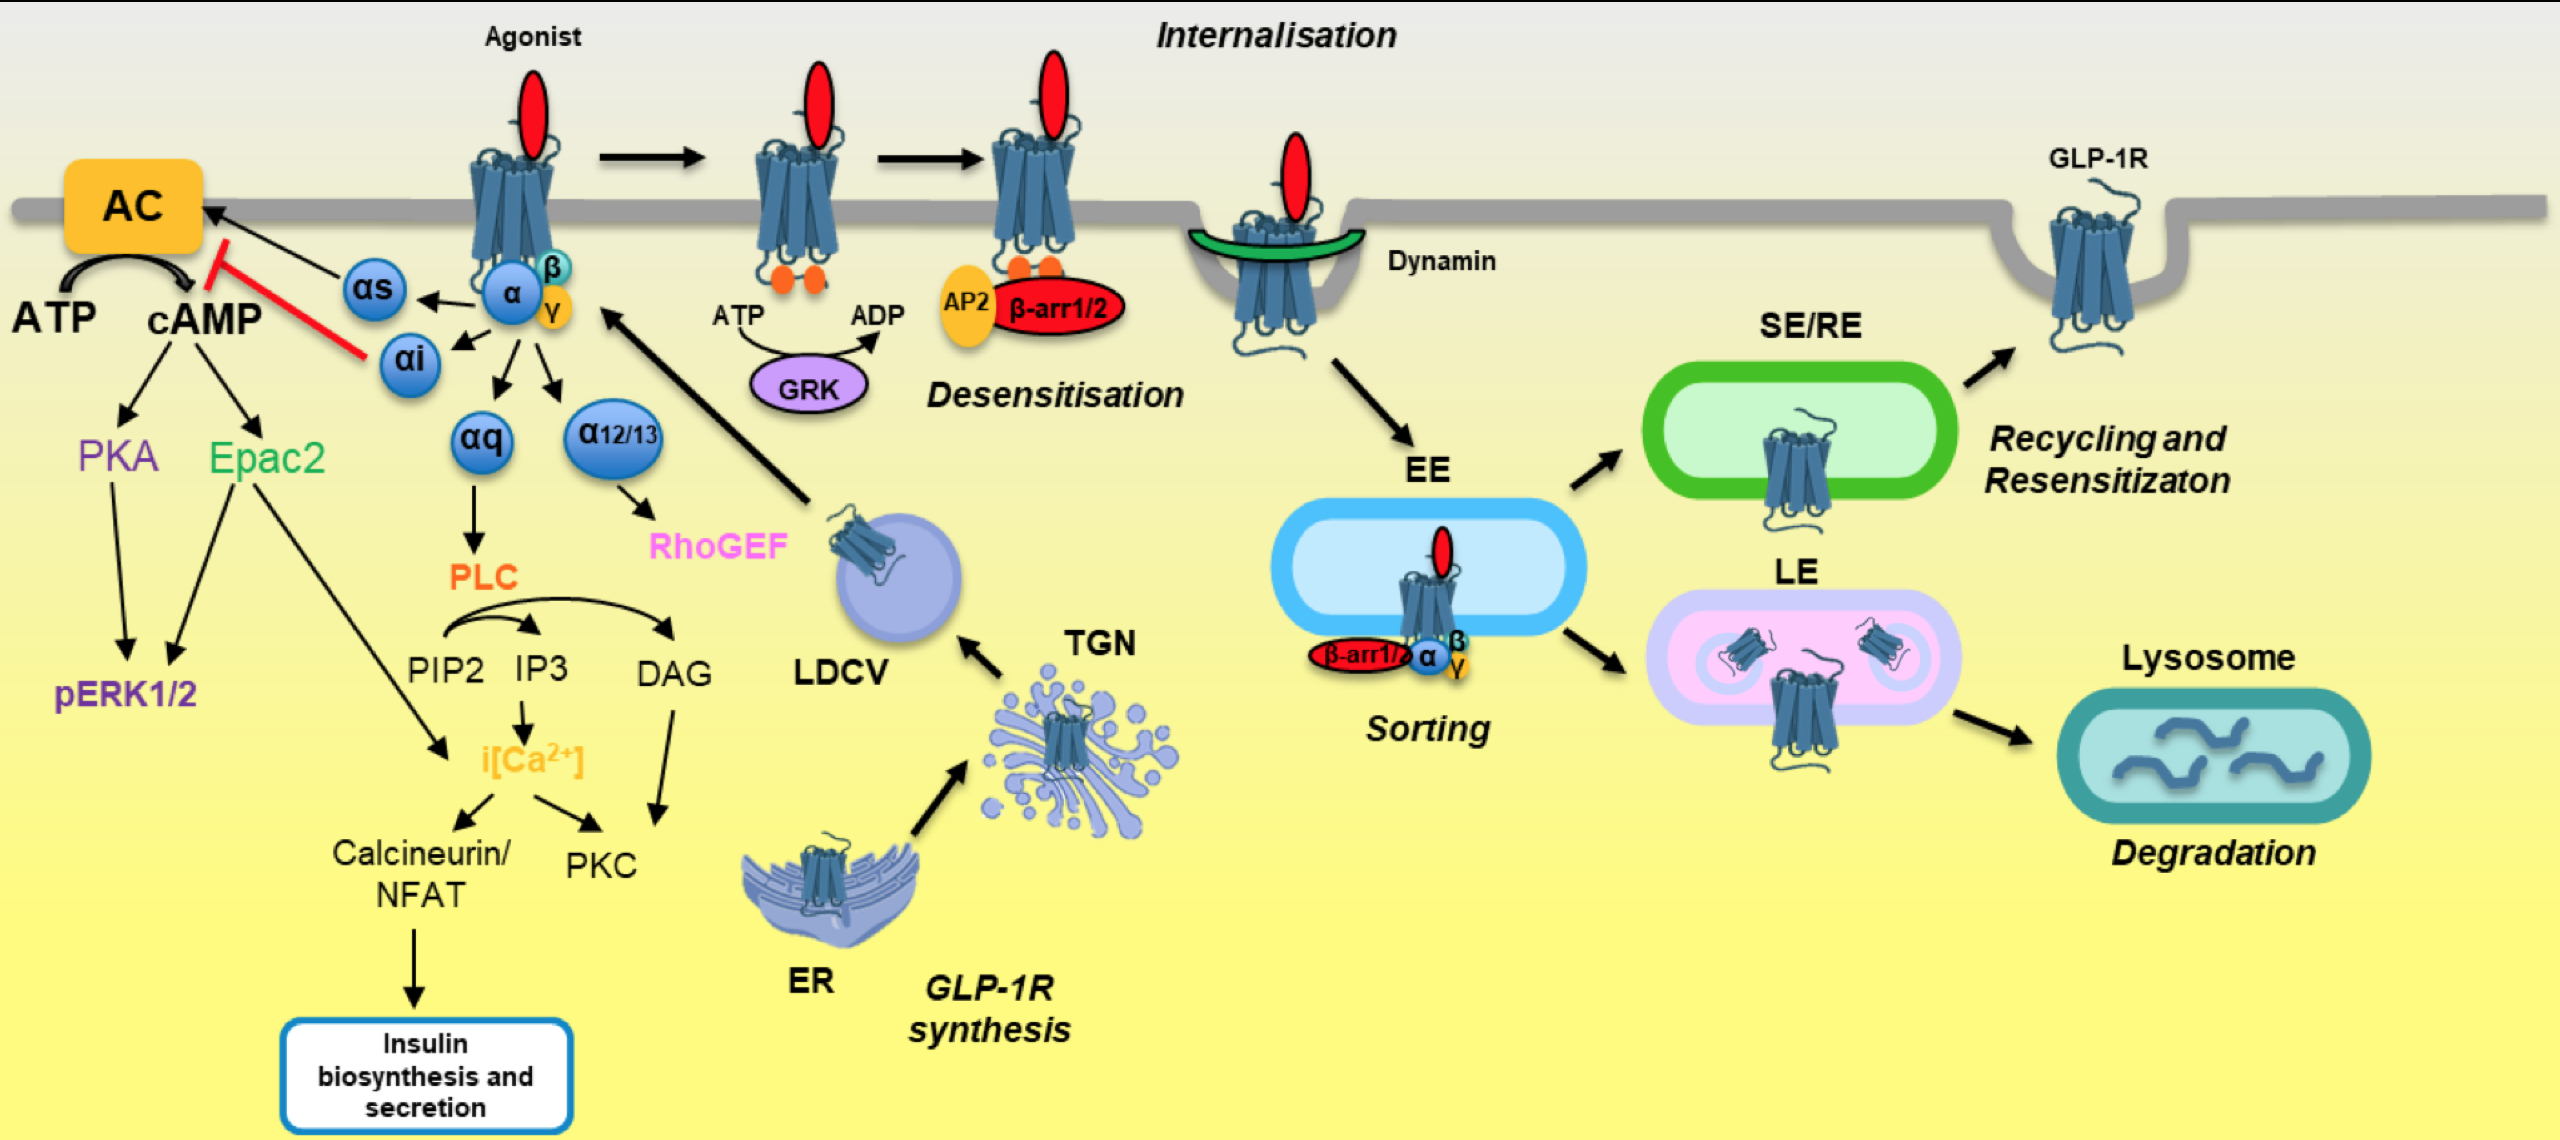 Agonist
Internalisation
AC
ATP
cAMP
αs
αi
α
β
γ
αq
α12/13
PKA
Epac2
pERK1/2
PLC
RhoGEF
PIP2
IP3
DAG
i[Ca2+]
Calcineurin/
NFAT
PKC
Insulin
biosynthesis and
secretion
ATP
ADP
GRK
AP2
β-arr1/2
Desensitisation
Dynamin
LDCV
TGN
ER
GLP-1R
synthesis
EE
β-arr1/2
α
β
γ
Sorting
SE/RE
GLP-1R
Recycling and
Resensitizaton
LE
Lysosome
Degradation